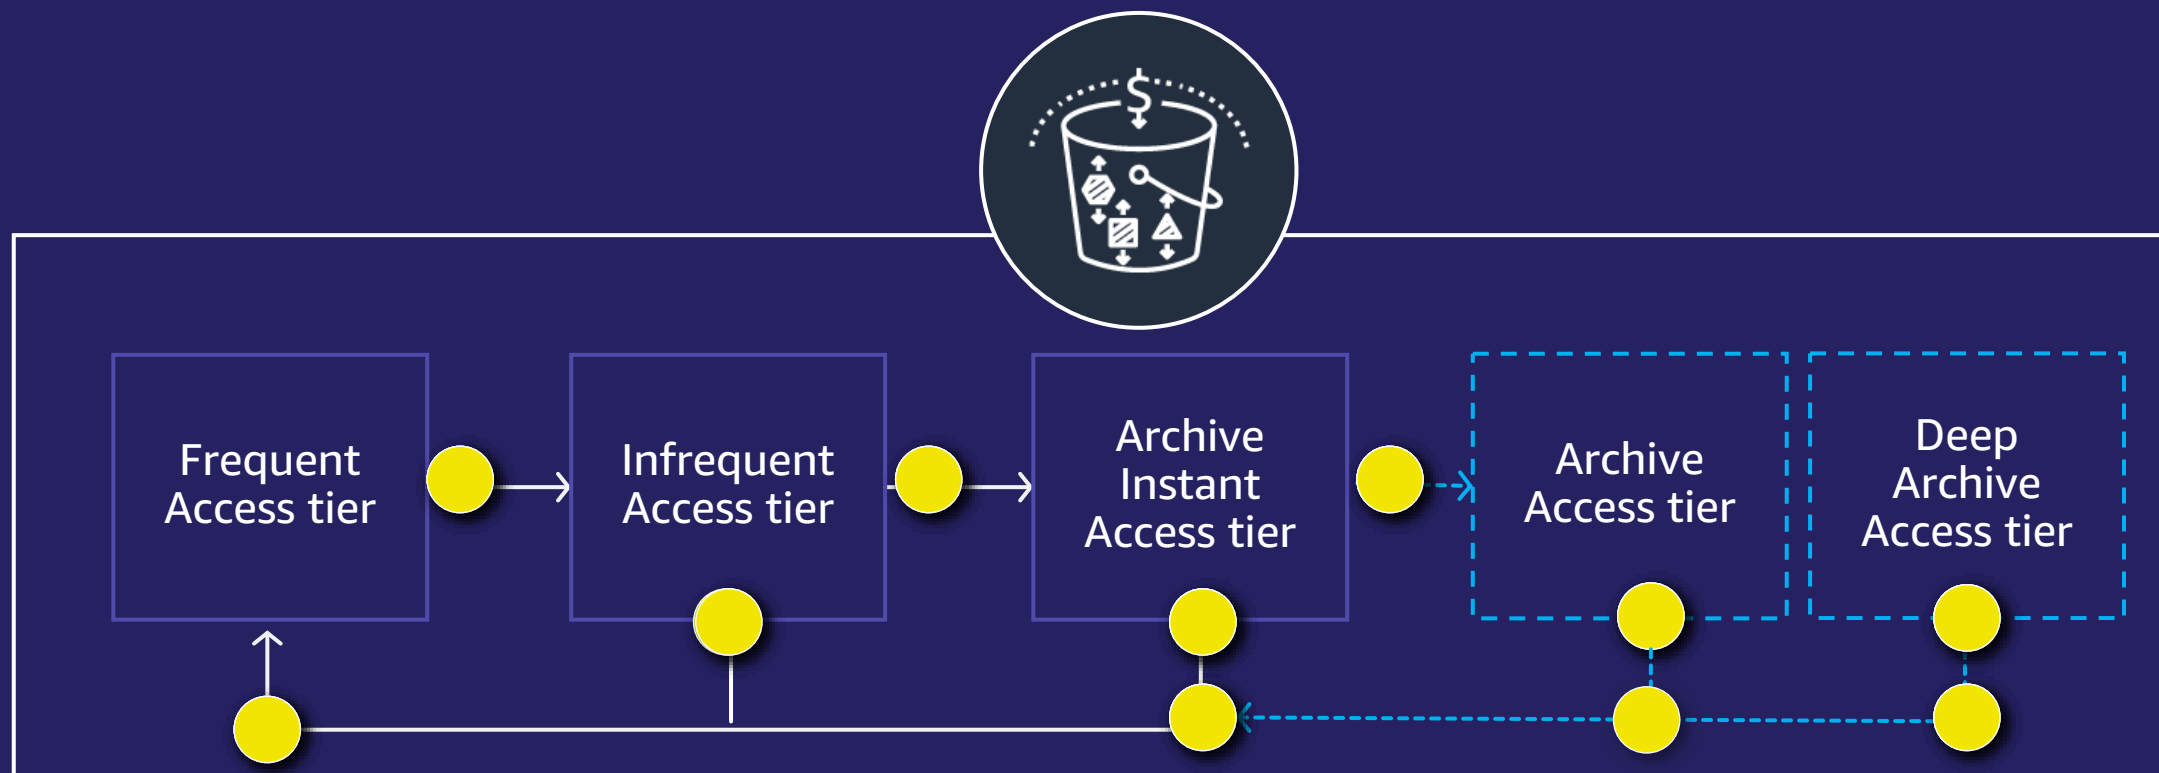 $
Frequent
Access tier
Infrequent
Access tier
Archive
Instant
Access tier
Archive
Access tier
Deep
Archive
Access tier